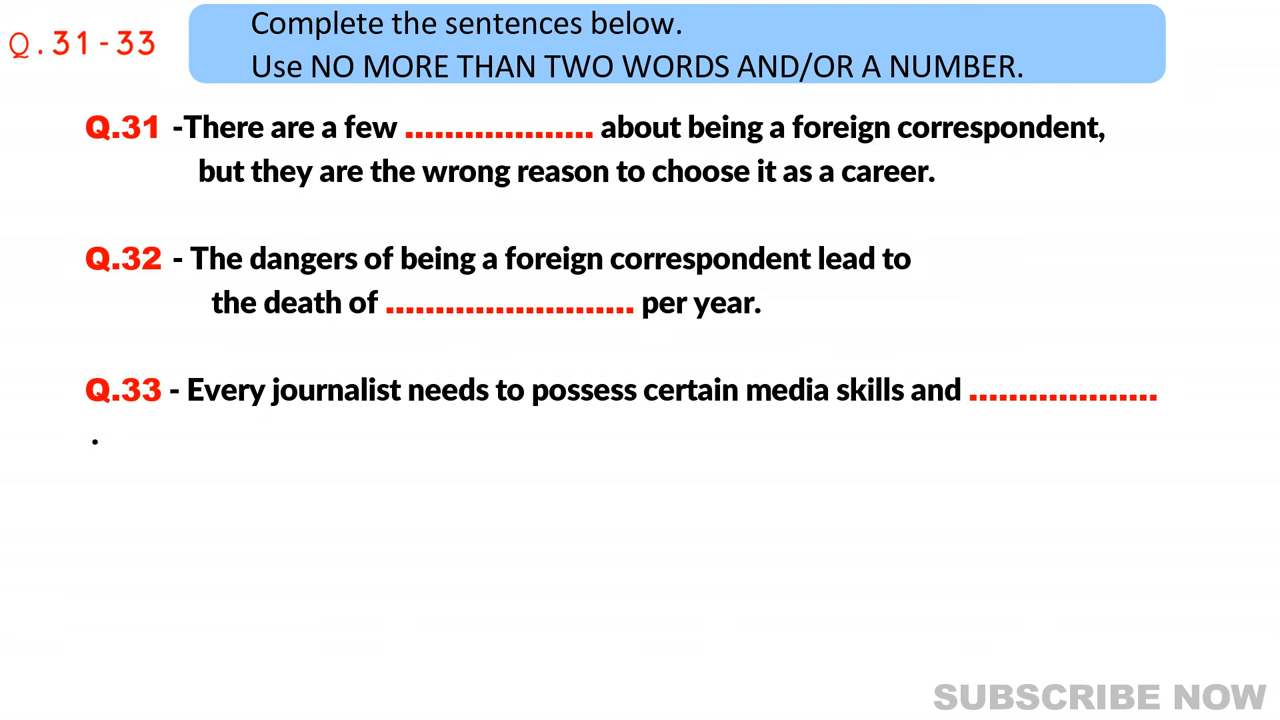 Q.31-33
Complete the sentences below.
Use NO MORE THAN TWO WORDS AND/OR A NUMBER.
Q.31 -There are a few ................... about being a foreign correspondent,
but they are the wrong reason to choose it as a career.
Q.32 - The dangers of being a foreign correspondent lead to
the death of ......................... per year.
Q.33 - Every journalist needs to possess certain media skills and ...................
.
SUBSCRIBE NOW